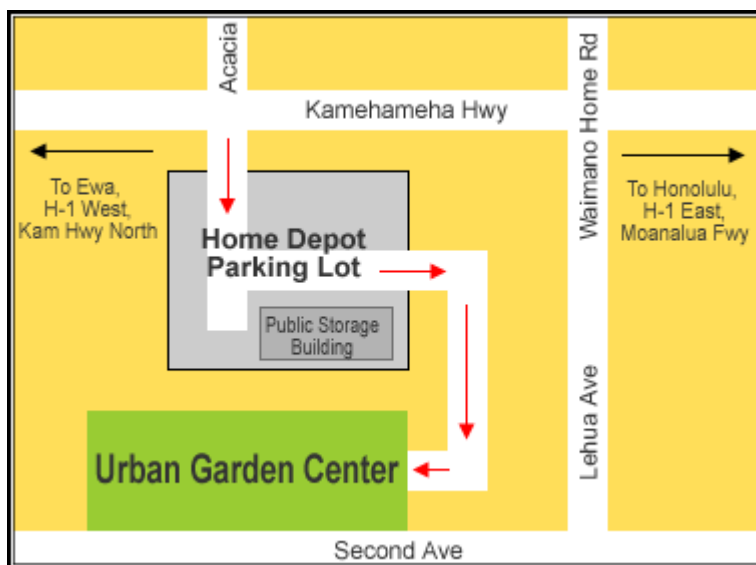 Acacia
Waimano Home Rd
Kamehameha Hwy
To Ewa,
H-1 West,
Kam Hwy North
To Honolulu,
H-1 East,
Moanalua Fwy
Home Depot
Parking Lot
Public Storage
Building
Lehua Ave
Urban Garden Center
Second Ave